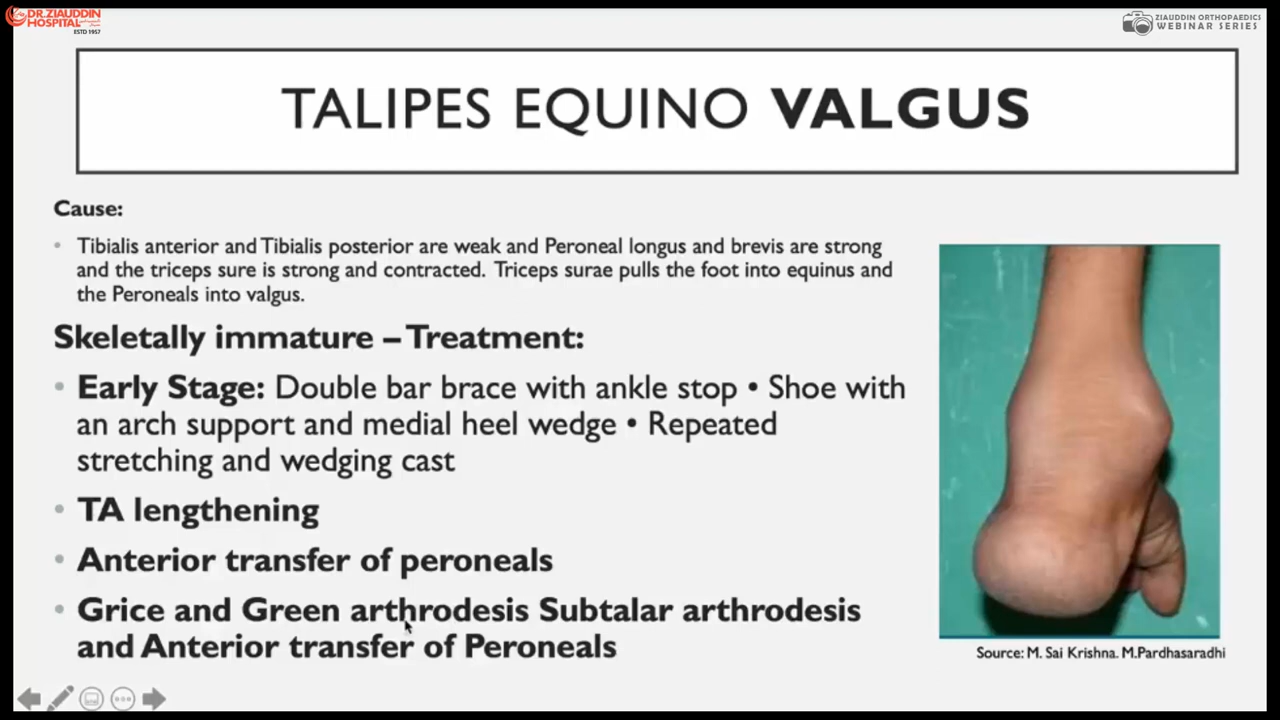 DR.ZIAUDDIN
HOSPITAL
ESTD 1957
ZIAUDDIN ORTHOPAEDICS
WEBINAR SERIES
TALIPES EQUINO VALGUS
Cause:
• Tibialis anterior and Tibialis posterior are weak and Peroneal longus and brevis are strong
and the triceps sure is strong and contracted. Triceps surae pulls the foot into equinus and
the Peroneals into valgus.
Skeletally immature – Treatment:
• Early Stage: Double bar brace with ankle stop • Shoe with
an arch support and medial heel wedge • Repeated
stretching and wedging cast
• TA lengthening
• Anterior transfer of peroneals
• Grice and Green arthrodesis Subtalar arthrodesis
and Anterior transfer of Peroneals
Source: M. Sai Krishna. M.Pardhasaradhi